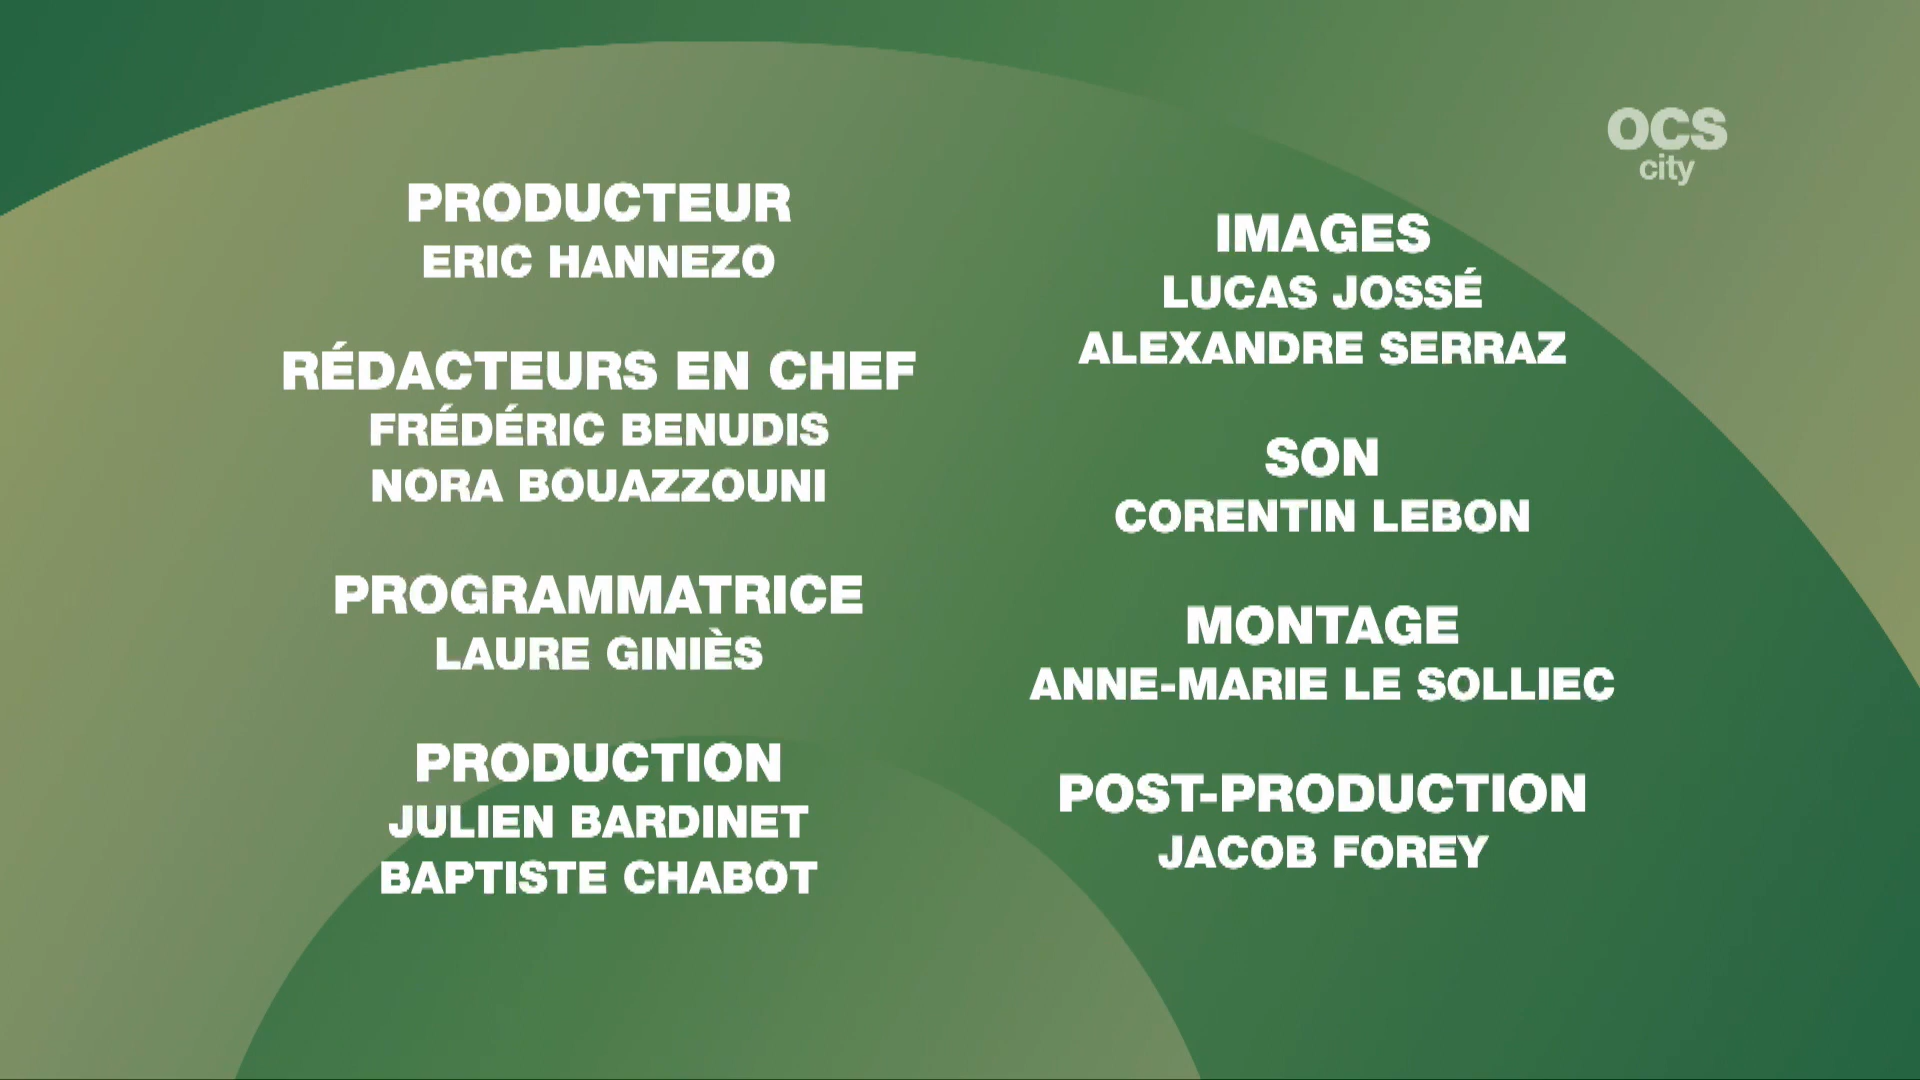 OCS
city
PRODUCTEUR
ERIC HANNEZO
RÉDACTEURS EN CHEF
FRÉDÉRIC BENUDIS
NORA BOUAZZOUNI
PROGRAMMATRICE
LAURE GINIÈS
PRODUCTION
JULIEN BARDINET
BAPTISTE CHABOT
IMAGES
LUCAS JOSSÉ
ALEXANDRE SERRAZ
SON
CORENTIN LEBON
MONTAGE
ANNE-MARIE LE SOLLIEC
POST-PRODUCTION
JACOB FOREY